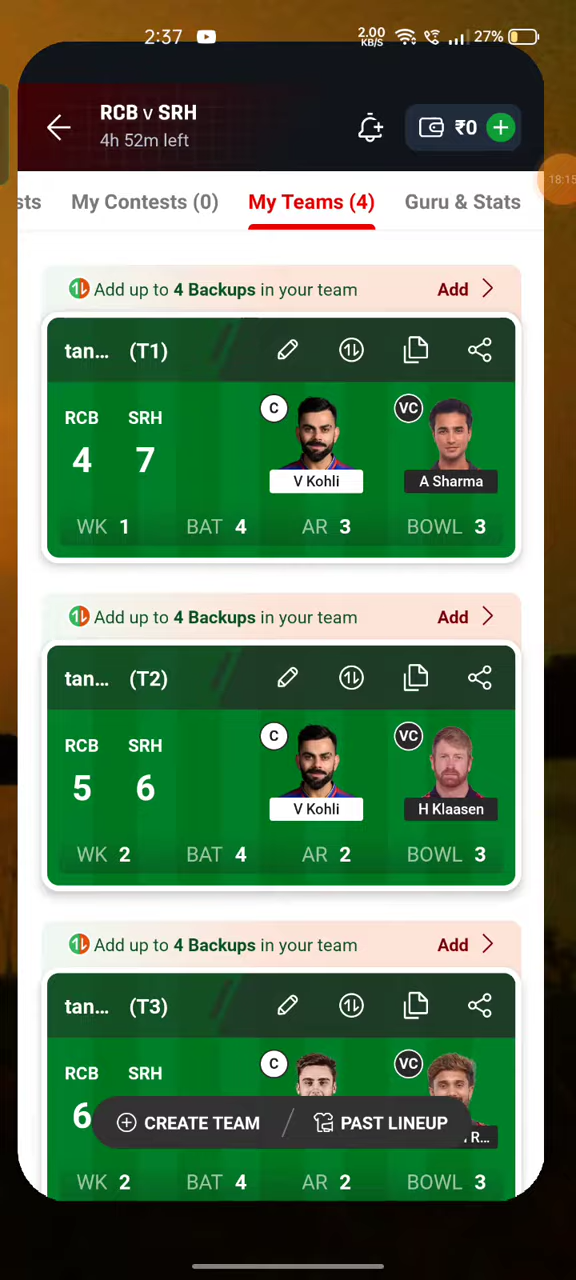 2:37 2.00 KB/S 27%
RCB v SRH
4h 52m left
₹0
18:15
sts My Contests (0) My Teams (4) Guru & Stats
Add up to 4 Backups in your team Add
tan... (T1)
C VC
RCB SRH
4 7
V Kohli A Sharma
WK 1 BAT 4 AR 3 BOWL 3
Add up to 4 Backups in your team Add
tan... (T2)
C VC
RCB SRH
5 6
V Kohli H Klaasen
WK 2 BAT 4 AR 2 BOWL 3
Add up to 4 Backups in your team Add
tan... (T3)
C VC
RCB SRH
6
CREATE TEAM / PAST LINEUP
R...
WK 2 BAT 4 AR 2 BOWL 3